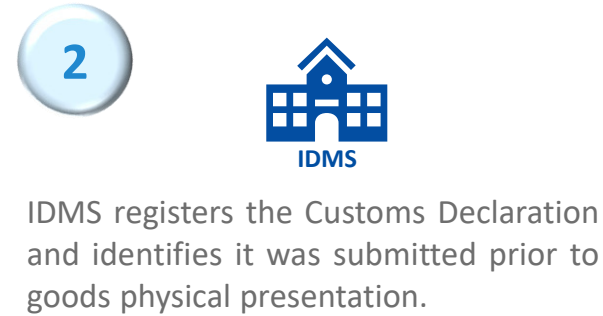 2
IDMS
IDMS registers the Customs Declaration
and identifies it was submitted prior to
goods physical presentation.